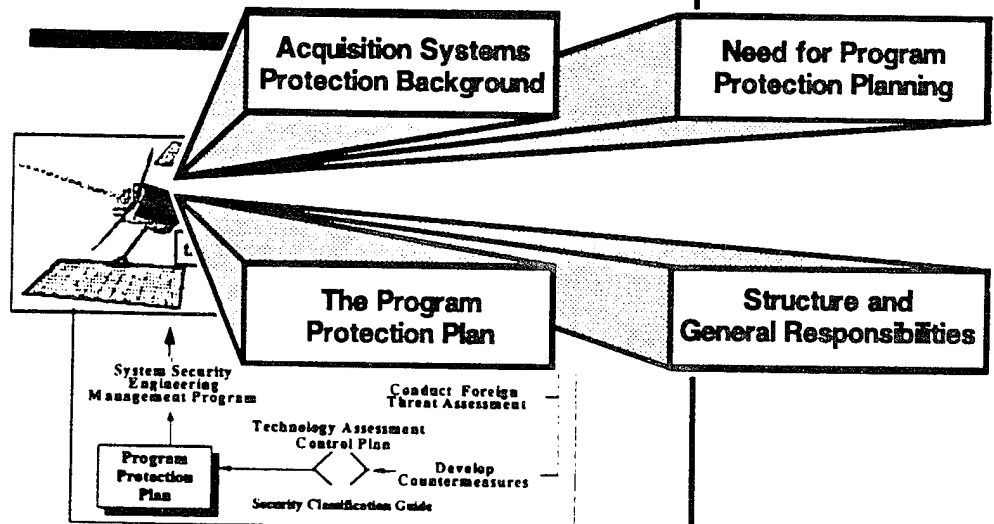 Acquisition Systems
Protection Background
Need for Program
Protection Planning
t.
The Program
Protection Plan
Structure and
General Responsibilities
System Security
Engineering
Management Program
Conduct Foreign
Threat Assessment
Technology Assessment
Control Plan
Program
Protection
Plan
Develop
Countermeasures
Security Classification Guide